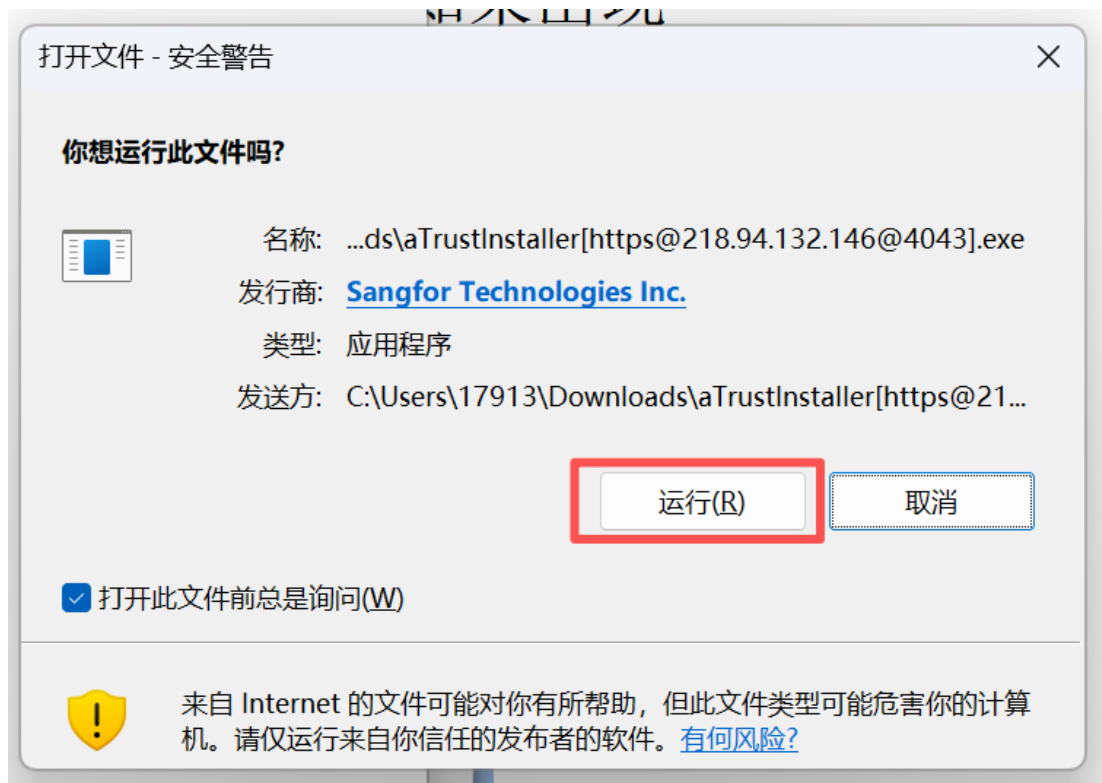 打开文件 - 安全警告
你想运行此文件吗?
名称: ...ds\aTrustInstaller[https@218.94.132.146@4043].exe
发行商: Sangfor Technologies Inc.
类型: 应用程序
发送方: C:\Users\17913\Downloads\aTrustInstaller[https@21...
运行(R) 取消
打开此文件前总是询问(W)
来自 Internet 的文件可能对你有所帮助，但此文件类型可能危害你的计算
机。请仅运行来自你信任的发布者的软件。有何风险?